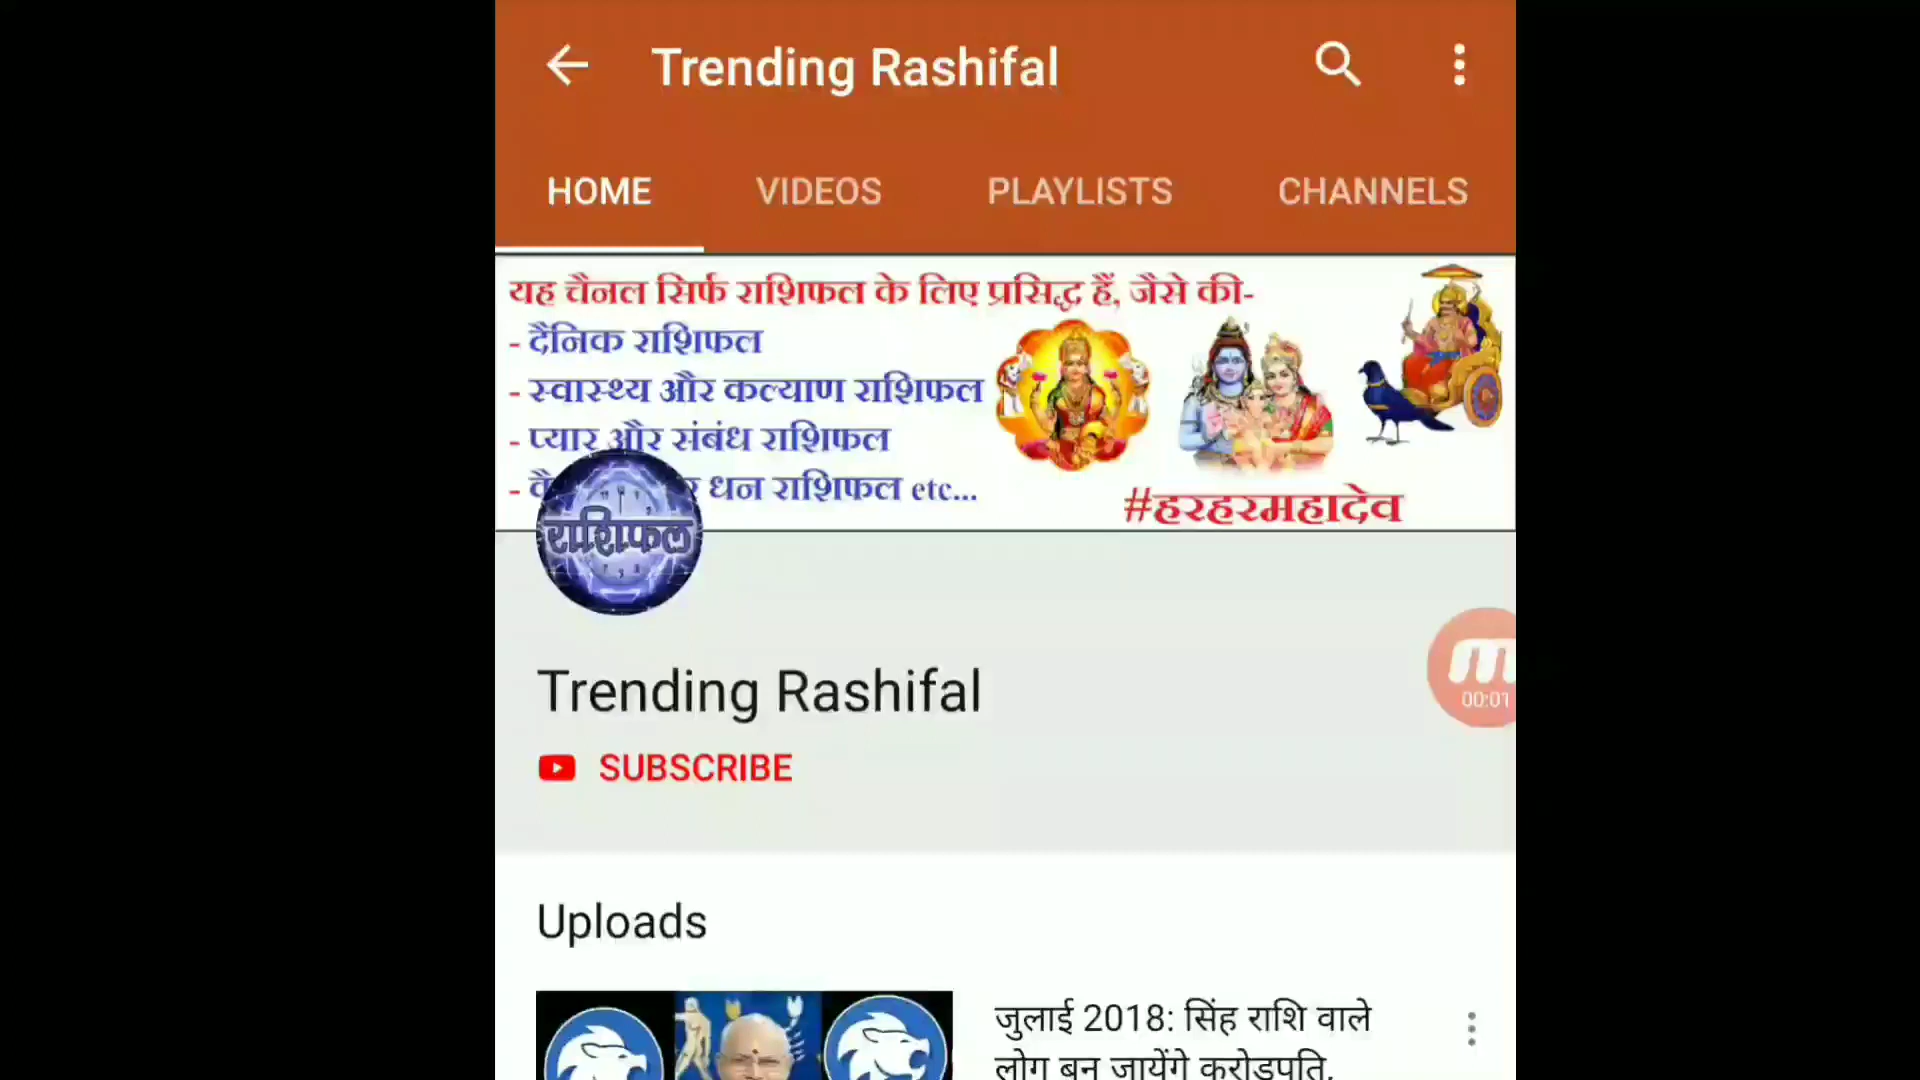 Trending Rashifal
HOME VIDEOS PLAYLISTS CHANNELS
यह चैनल सिर्फ राशिफल के लिए प्रसिद्ध हैं, जैसे की-
- दैनिक राशिफल
- स्वास्थ्य और कल्याण राशिफल
- प्यार और संबंध राशिफल
- धन राशिफल etc...
#हरहरमहादेव
राशिफल
Trending Rashifal
00:01
SUBSCRIBE
Uploads
जुलाई 2018: सिंह राशि वाले
लोग बन जायेंगे करोड़पति,